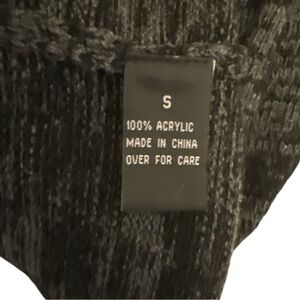 S
100% ACRYLIC
MADE IN CHINA
OVER FOR CARE